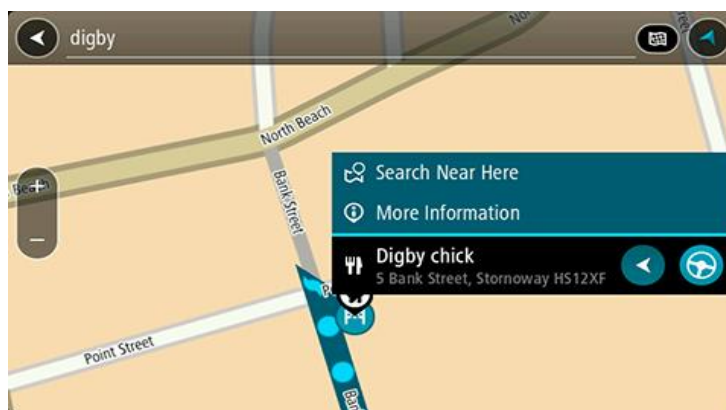 digby
North Beach
Beach
Bank Street
Search Near Here
More Information
Digby chick
5 Bank Street, Stornoway HS12XF
Point Street